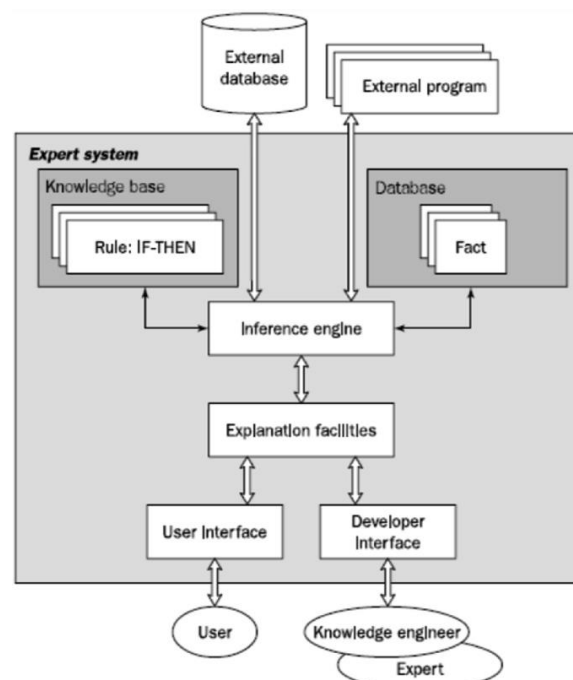 External
database
External program
Expert system
Knowledge base
Rule: IF-THEN
Database
Fact
Inference engine
Explanation facilities
User Interface
Developer
Interface
User
Knowledge engineer
Expert